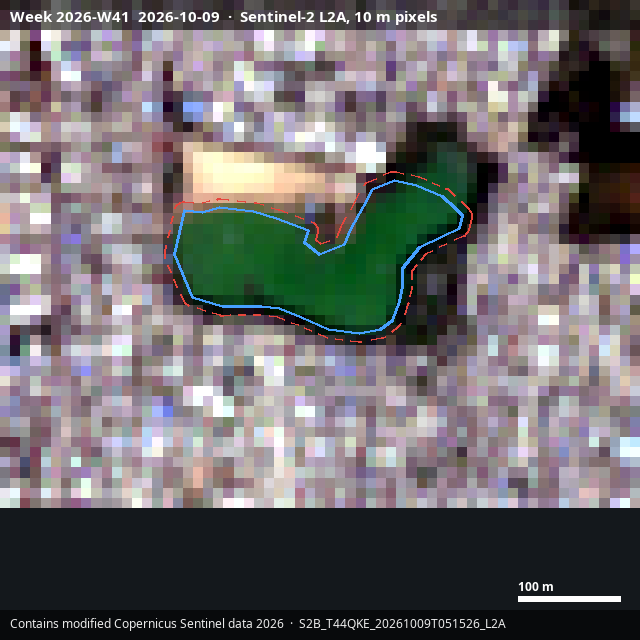 Week 2026-W41 2026-10-09 · Sentinel-2 L2A, 10 m pixels
100 m
Contains modified Copernicus Sentinel data 2026 · S2B_T44QKE_20261009T051526_L2A